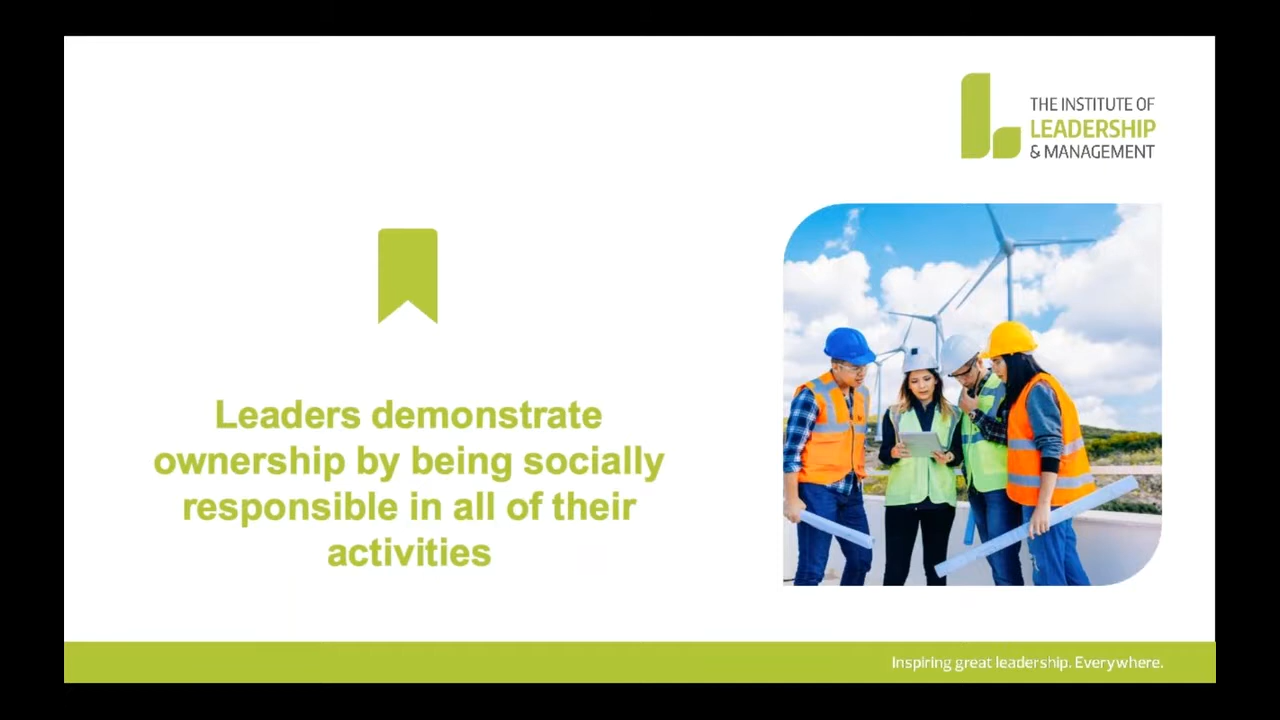 THE INSTITUTE OF
LEADERSHIP
& MANAGEMENT
Leaders demonstrate
ownership by being socially
responsible in all of their
activities
Inspiring great leadership. Everywhere.